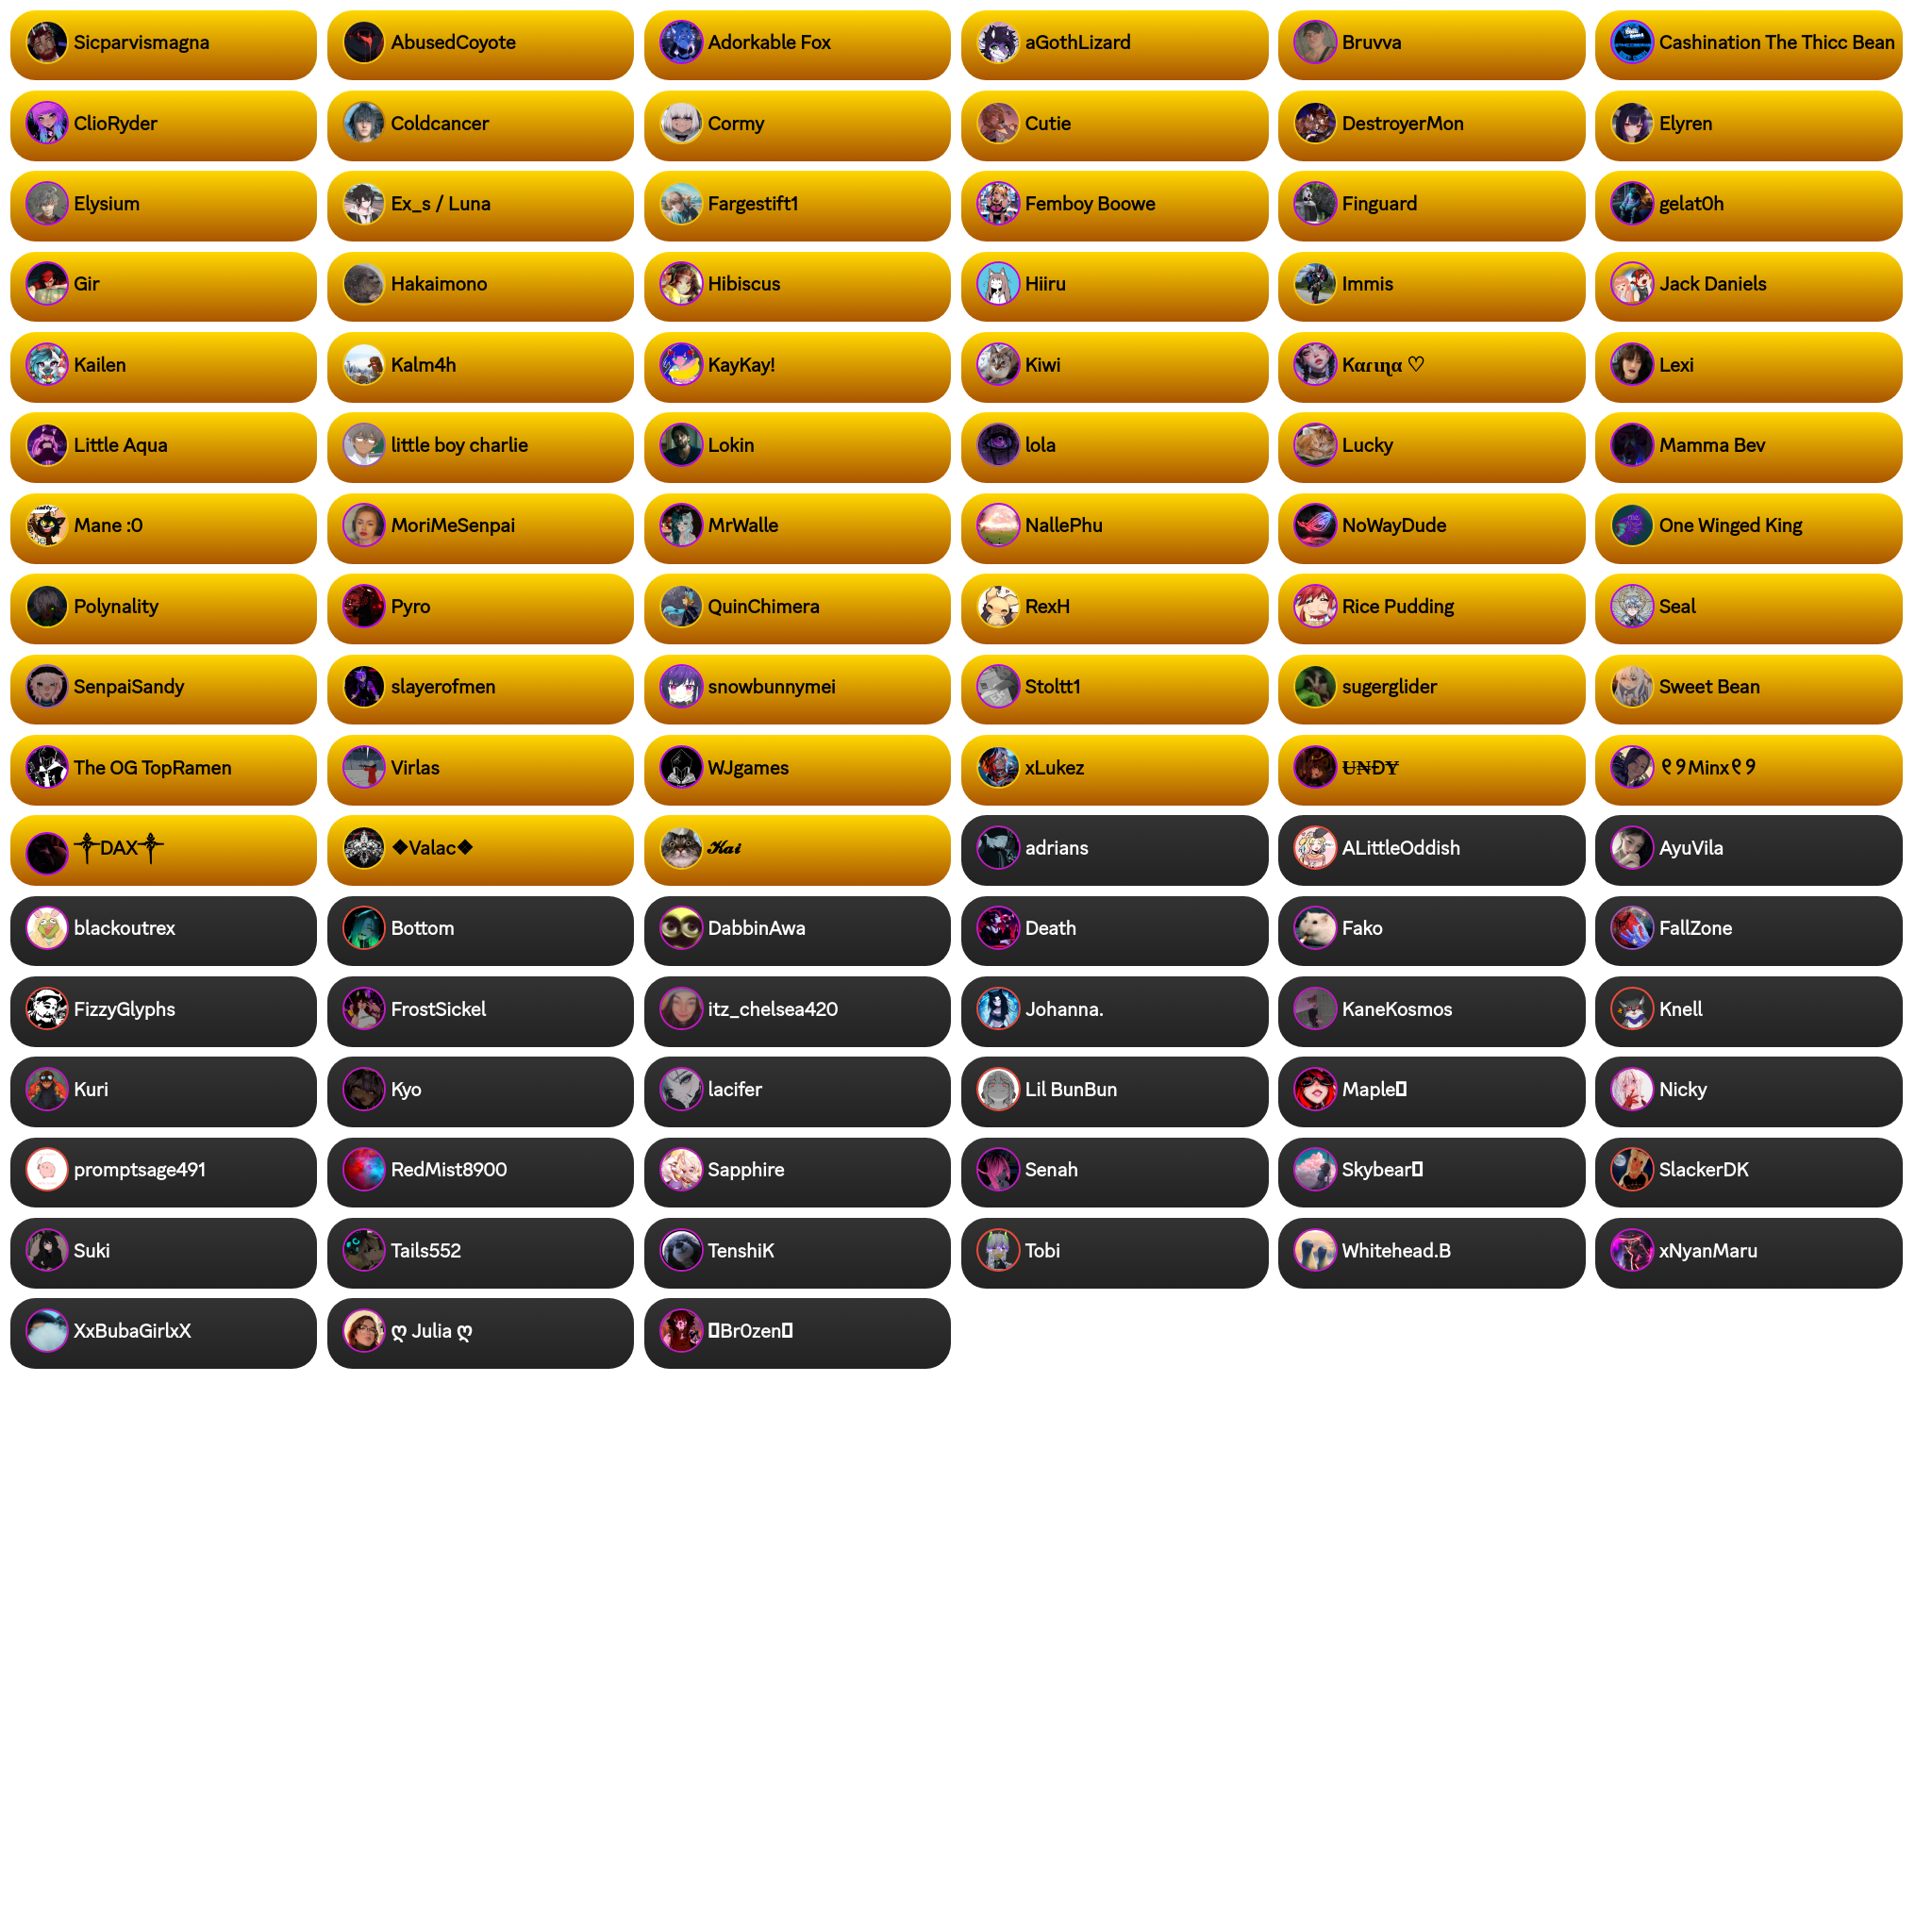 Sicparvismagna
AbusedCoyote
Adorkable Fox
aGothLizard
Bruvva
Cashination The Thicc Bean
ClioRyder
Coldcancer
Cormy
Cutie
DestroyerMon
Elyren
Elysium
Ex_s / Luna
Fargestift1
Femboy Boowe
Finguard
gelat0h
Gir
Hakaimono
Hibiscus
Hiiru
Immis
Jack Daniels
Kailen
Kalm4h
KayKay!
Kiwi
Kαɾιηα ♡
Lexi
Little Aqua
little boy charlie
Lokin
lola
Lucky
Mamma Bev
Mane :0
MoriMeSenpai
MrWalle
NallePhu
NoWayDude
One Winged King
Polynality
Pyro
QuinChimera
RexH
Rice Pudding
Seal
SenpaiSandy
slayerofmen
snowbunnymei
Stoltt1
sugerglider
Sweet Bean
The OG TopRamen
Virlas
WJgames
xLukez
Ʉ₦ĐɎ
୧୨Minx୧୨
༒DAX༒
❖Valac❖
𝓚𝓪𝓲
adrians
ALittleOddish
AyuVila
blackoutrex
Bottom
DabbinAwa
Death
Fako
FallZone
FizzyGlyphs
FrostSickel
itz_chelsea420
Johanna.
KaneKosmos
Knell
Kuri
Kyo
lacifer
Lil BunBun
Maple
Nicky
promptsage491
RedMist8900
Sapphire
Senah
Skybear
SlackerDK
Suki
Tails552
TenshiK
Tobi
Whitehead.B
xNyanMaru
XxBubaGirlxX
ღ Julia ღ
Br0zen